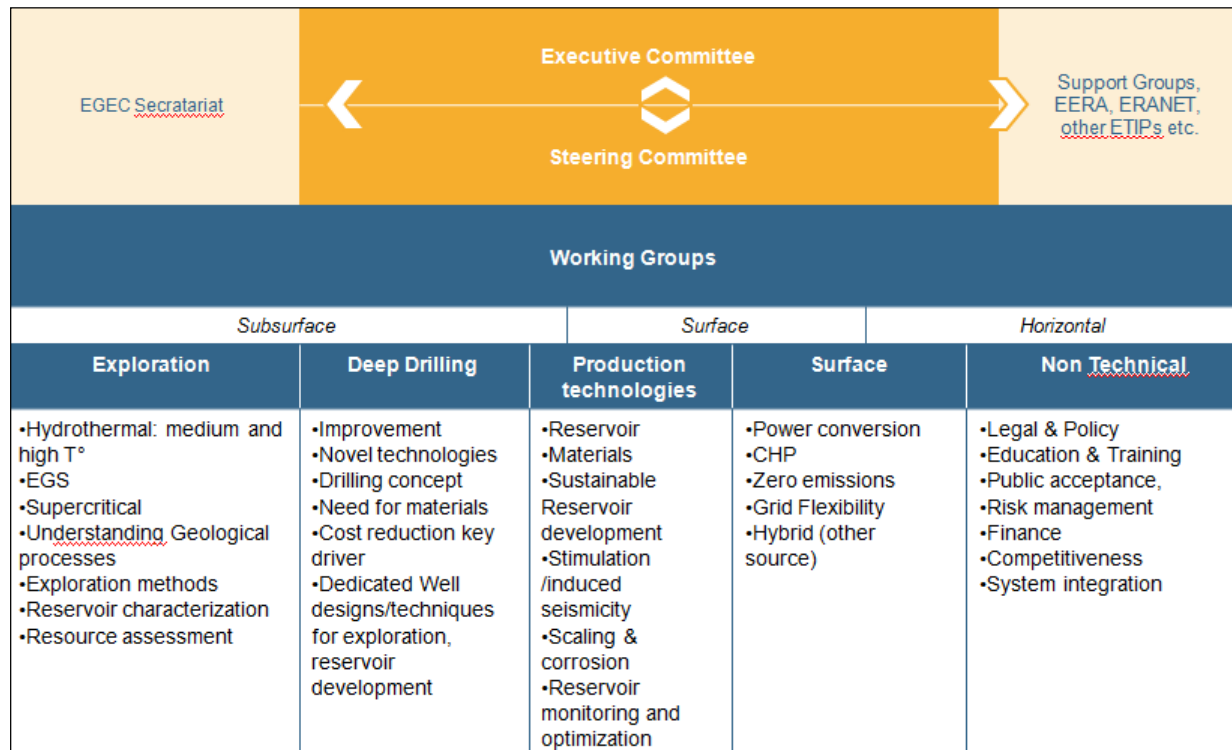 Executive Committee
EGEC Secratariat
Support Groups,
EERA, ERANET,
other ETIPs etc.
Steering Committee
Working Groups
Subsurface
Surface
Horizontal
Exploration
Deep Drilling
Production
technologies
Surface
Non Technical
•Hydrothermal: medium and
high T°
•EGS
•Supercritical
•Understanding Geological
processes
•Exploration methods
•Reservoir characterization
•Resource assessment
•Improvement
•Novel technologies
•Drilling concept
•Need for materials
•Cost reduction key
driver
•Dedicated Well
designs/techniques
for exploration,
reservoir
development
•Reservoir
•Materials
•Sustainable
Reservoir
development
•Stimulation
/induced
seismicity
•Scaling &
corrosion
•Reservoir
monitoring and
optimization
•Power conversion
•CHP
•Zero emissions
•Grid Flexibility
•Hybrid (other
source)
•Legal & Policy
•Education & Training
•Public acceptance,
•Risk management
•Finance
•Competitiveness
•System integration